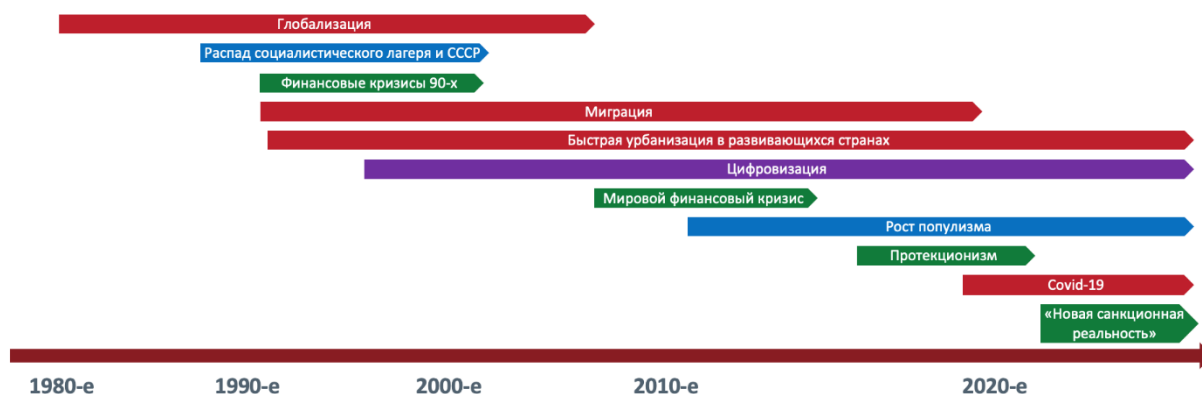 Глобализация
Распад социалистического лагеря и СССР
Финансовые кризисы 90-х
Миграция
Быстрая урбанизация в развивающихся странах
Цифровизация
Мировой финансовый кризис
Рост популизма
Протекционизм
Covid-19
«Новая санкционная
реальность»
1980-е 1990-е 2000-е 2010-е 2020-е